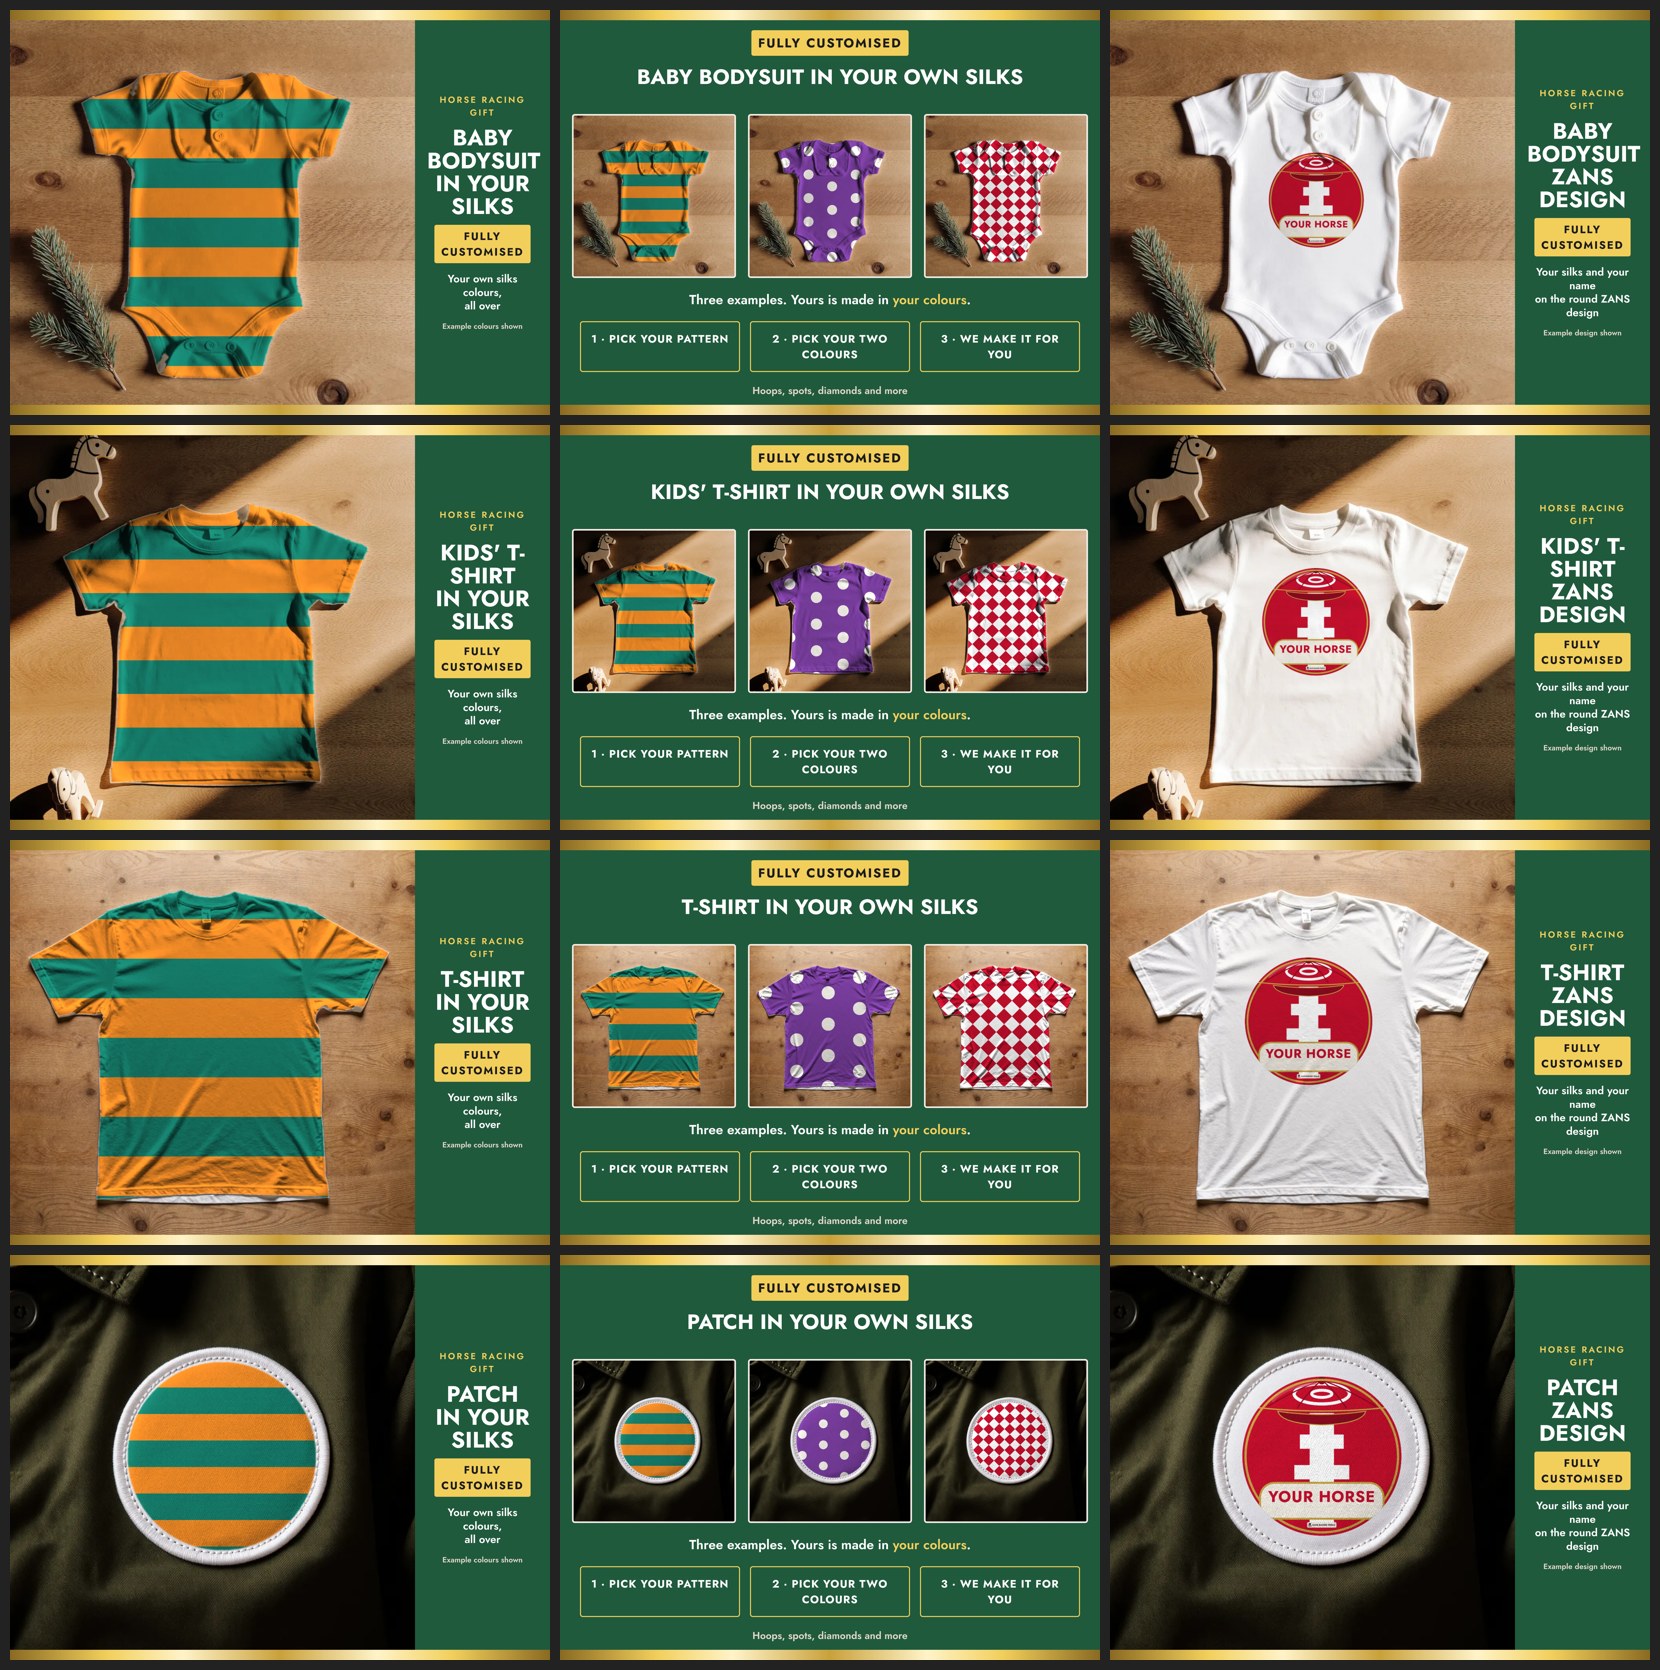 HORSE RACING
GIFT
BABY
BODYSUIT
IN YOUR
SILKS
FULLY
CUSTOMISED
Your own silks
colours,
all over
Example colours shown
FULLY CUSTOMISED
BABY BODYSUIT IN YOUR OWN SILKS
Three examples. Yours is made in your colours.
1 · PICK YOUR PATTERN
2 · PICK YOUR TWO
COLOURS
3 · WE MAKE IT FOR
YOU
Hoops, spots, diamonds and more
YOUR HORSE
HORSE RACING
GIFT
BABY
BODYSUIT
ZANS
DESIGN
FULLY
CUSTOMISED
Your silks and your
name
on the round ZANS
design
Example design shown
HORSE RACING
GIFT
KIDS' T-
SHIRT
IN YOUR
SILKS
FULLY
CUSTOMISED
Your own silks
colours,
all over
Example colours shown
FULLY CUSTOMISED
KIDS' T-SHIRT IN YOUR OWN SILKS
Three examples. Yours is made in your colours.
1 · PICK YOUR PATTERN
2 · PICK YOUR TWO
COLOURS
3 · WE MAKE IT FOR
YOU
Hoops, spots, diamonds and more
YOUR HORSE
HORSE RACING
GIFT
KIDS' T-
SHIRT
ZANS
DESIGN
FULLY
CUSTOMISED
Your silks and your
name
on the round ZANS
design
Example design shown
HORSE RACING
GIFT
T-SHIRT
IN YOUR
SILKS
FULLY
CUSTOMISED
Your own silks
colours,
all over
Example colours shown
FULLY CUSTOMISED
T-SHIRT IN YOUR OWN SILKS
Three examples. Yours is made in your colours.
1 · PICK YOUR PATTERN
2 · PICK YOUR TWO
COLOURS
3 · WE MAKE IT FOR
YOU
Hoops, spots, diamonds and more
YOUR HORSE
HORSE RACING
GIFT
T-SHIRT
ZANS
DESIGN
FULLY
CUSTOMISED
Your silks and your
name
on the round ZANS
design
Example design shown
HORSE RACING
GIFT
PATCH
IN YOUR
SILKS
FULLY
CUSTOMISED
Your own silks
colours,
all over
Example colours shown
FULLY CUSTOMISED
PATCH IN YOUR OWN SILKS
Three examples. Yours is made in your colours.
1 · PICK YOUR PATTERN
2 · PICK YOUR TWO
COLOURS
3 · WE MAKE IT FOR
YOU
Hoops, spots, diamonds and more
YOUR HORSE
HORSE RACING
GIFT
PATCH
ZANS
DESIGN
FULLY
CUSTOMISED
Your silks and your
name
on the round ZANS
design
Example design shown